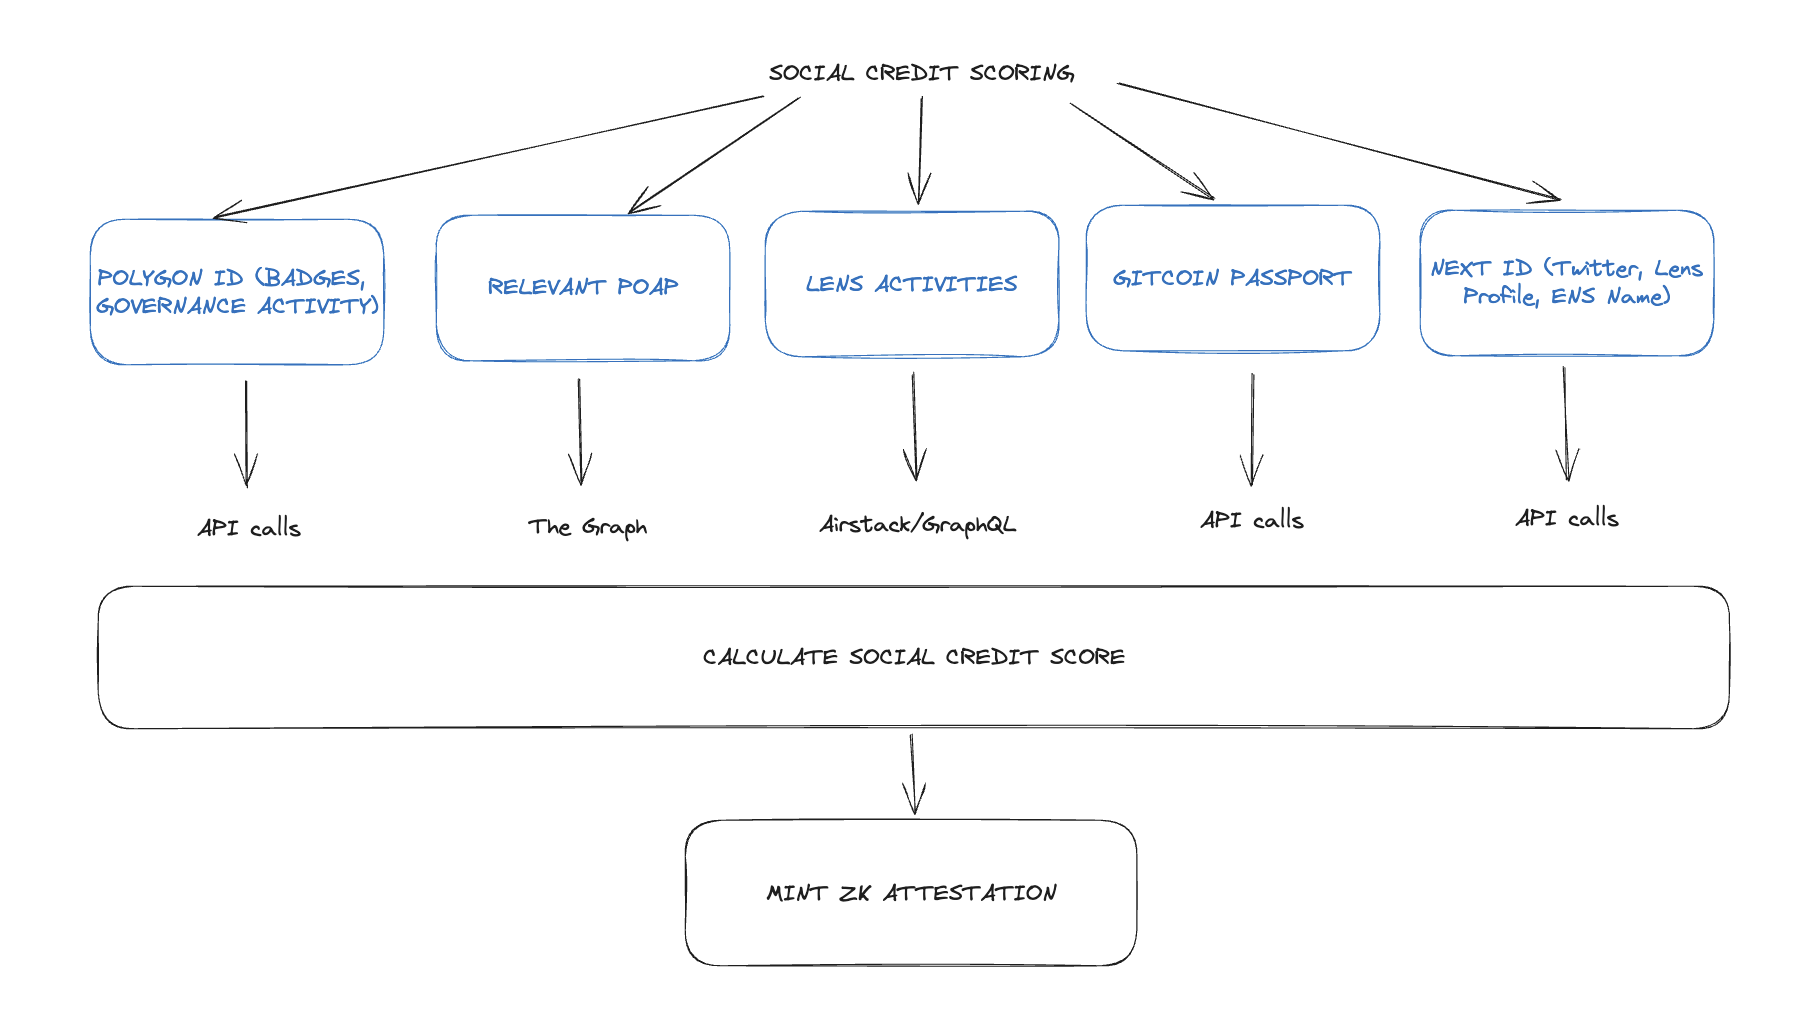 SOCIAL CREDIT SCORING
POLYGON ID (BADGES,
GOVERNANCE ACTIVITY)
RELEVANT POAP
LENS ACTIVITIES
GITCOIN PASSPORT
NEXT ID (Twitter, Lens
Profile, ENS Name)
API calls
The Graph
Airstack/GraphQL
API calls
API calls
CALCULATE SOCIAL CREDIT SCORE
MINT ZK ATTESTATION